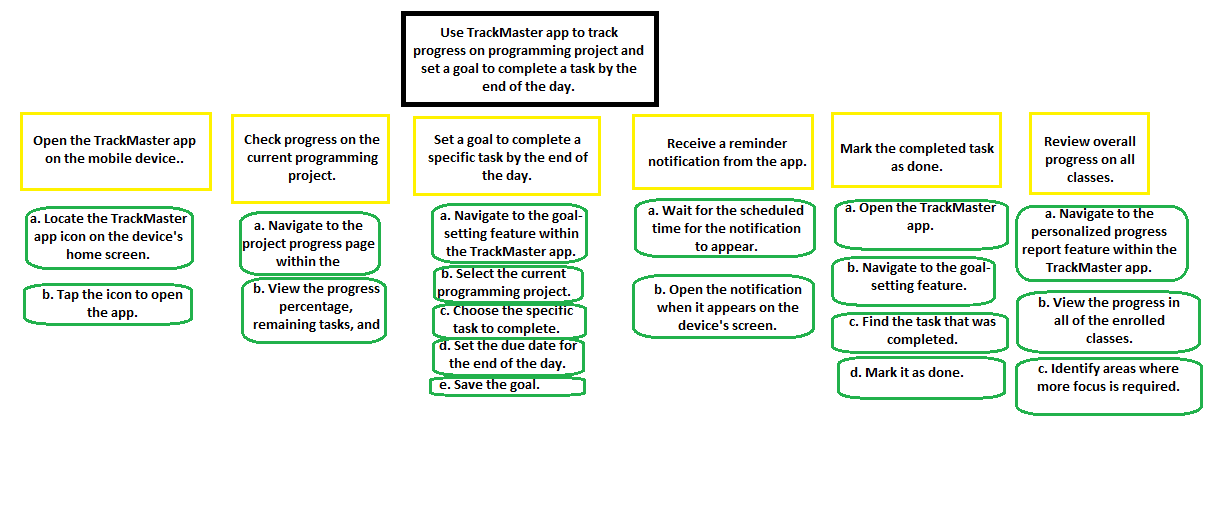 Use TrackMaster app to track
progress on programming project and
set a goal to complete a task by the
end of the day.
Open the TrackMaster app
on the mobile device..
a. Locate the TrackMaster
app icon on the device's
home screen.
b. Tap the icon to open
the app.
Check progress on the
current programming
project.
a. Navigate to the
project progress page
within the
b. View the progress
percentage,
remaining tasks, and
Set a goal to complete a
specific task by the end of
the day.
a. Navigate to the goal-
setting feature within
the TrackMaster app.
b. Select the current
programming project.
c. Choose the specific
task to complete.
d. Set the due date for
the end of the day.
e. Save the goal.
Receive a reminder
notification from the app.
a. Wait for the scheduled
time for the notification
to appear.
b. Open the notification
when it appears on the
device's screen.
Mark the completed task
as done.
a. Open the TrackMaster
app.
b. Navigate to the goal-
setting feature.
c. Find the task that was
completed.
d. Mark it as done.
Review overall
progress on all
classes.
a. Navigate to the
personalized progress
report feature within the
TrackMaster app.
b. View the progress in
all of the enrolled
classes.
c. Identify areas where
more focus is required.